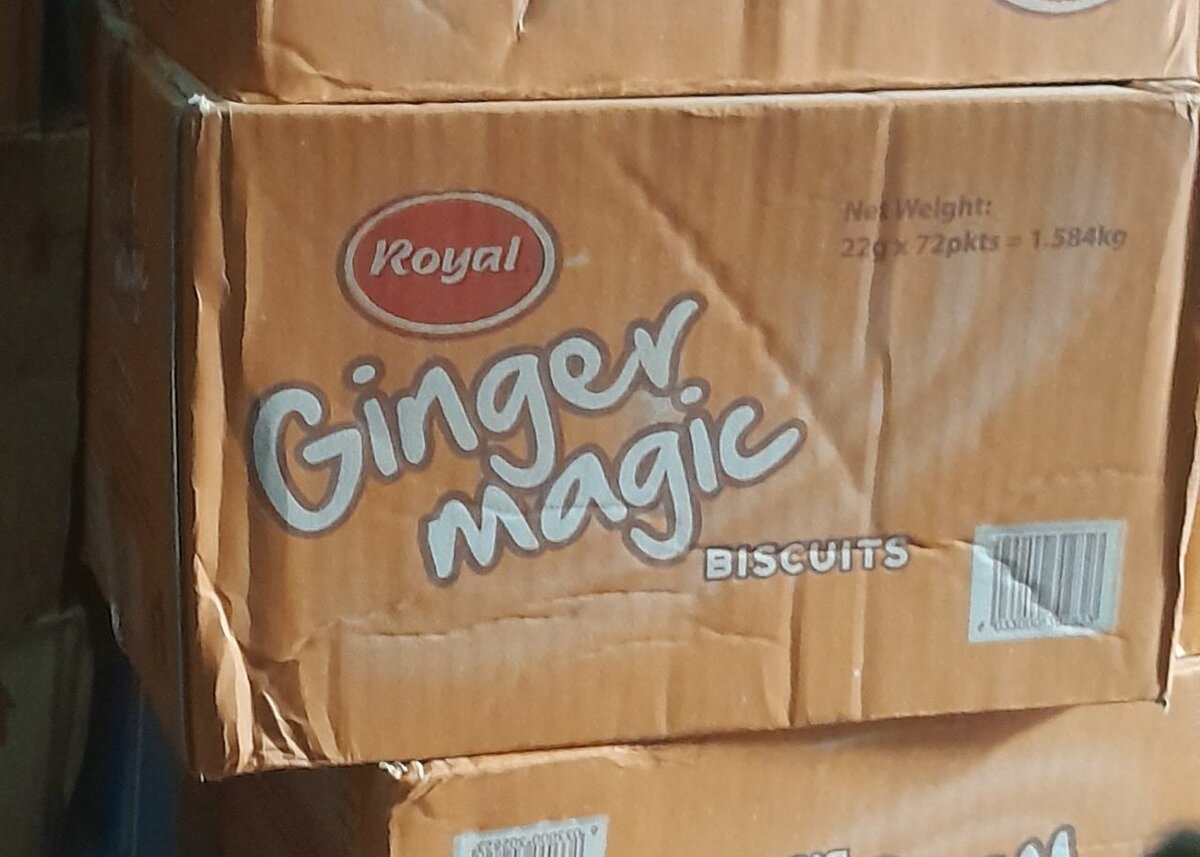 Royal
Net Weight:
22g x 72pkts = 1.584kg
Ginger
magic
BISCUITS